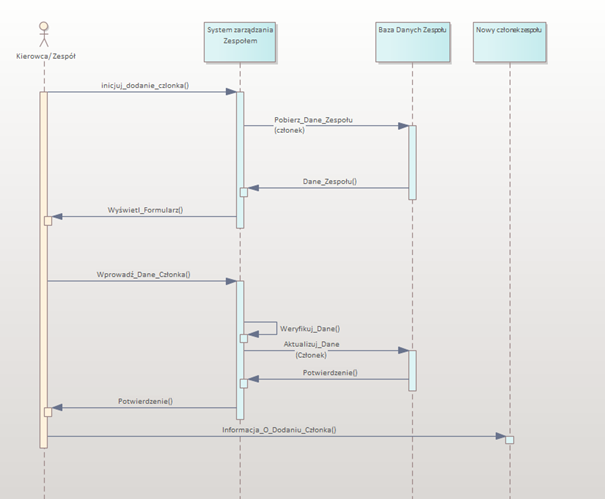 Kierowca/Zespół
System zarządzania
Zespołem
Baza Danych Zespołu
Nowy członek zespołu
inicjuj_dodanie_czlonka()
Pobierz_Dane_Zespołu
(członek)
Dane_Zespołu()
Wyświetl_Formularz()
Wprowadź_Dane_Członka()
Weryfikuj_Dane()
Aktualizuj_Dane
(Członek)
Potwierdzenie()
Potwierdzenie()
Informacja_O_Dodaniu_Członka()